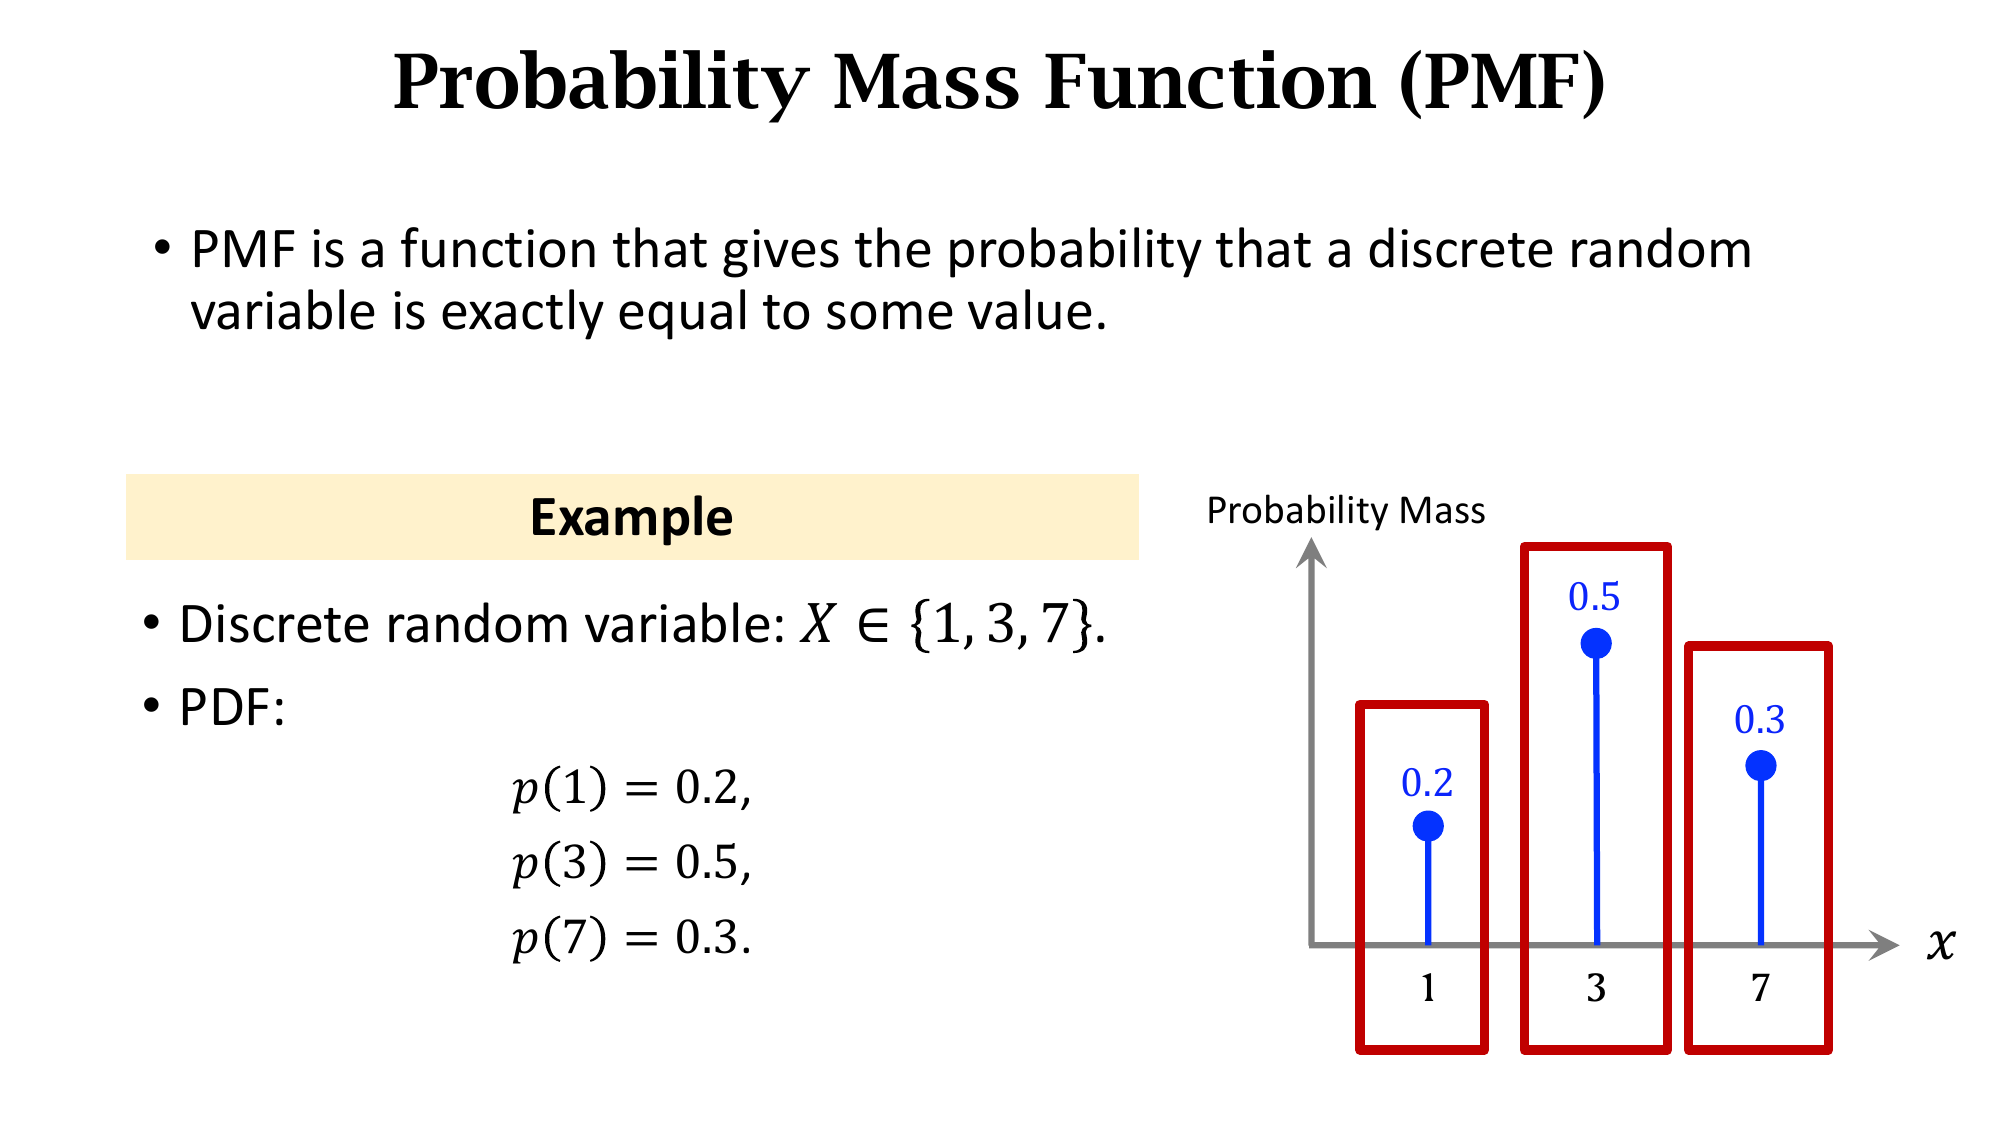 Probability Mass Function (PMF)
• PMF is a function that gives the probability that a discrete random
variable is exactly equal to some value.
Example
• Discrete random variable: X ∈ {1, 3, 7}.
• PDF:
p(1) = 0.2,
p(3) = 0.5,
p(7) = 0.3.
Probability Mass
0.5
0.3
0.2
x
1 3 7